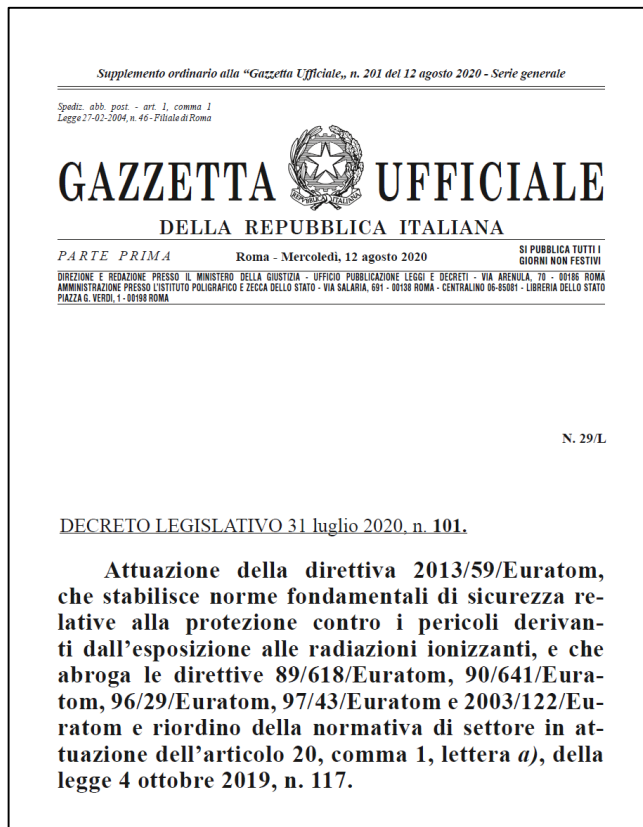 Supplemento ordinario alla “Gazzetta Ufficiale„ n. 201 del 12 agosto 2020 - Serie generale
Spediz. abb. post. - art. 1, comma 1
Legge 27-02-2004, n. 46 - Filiale di Roma
GAZZETTA UFFICIALE
DELLA REPUBBLICA ITALIANA
PARTE PRIMA
Roma - Mercoledì, 12 agosto 2020
SI PUBBLICA TUTTI I
GIORNI NON FESTIVI
DIREZIONE E REDAZIONE PRESSO IL MINISTERO DELLA GIUSTIZIA - UFFICIO PUBBLICAZIONE LEGGI E DECRETI - VIA ARENULA, 70 - 00186 ROMA
AMMINISTRAZIONE PRESSO L'ISTITUTO POLIGRAFICO E ZECCA DELLO STATO - VIA SALARIA, 691 - 00138 ROMA - CENTRALINO 06-85081 - LIBRERIA DELLO STATO
PIAZZA G. VERDI, 1 - 00198 ROMA
N. 29/L
DECRETO LEGISLATIVO 31 luglio 2020, n. 101.
Attuazione della direttiva 2013/59/Euratom,
che stabilisce norme fondamentali di sicurezza re-
lative alla protezione contro i pericoli derivan-
ti dall’esposizione alle radiazioni ionizzanti, e che
abroga le direttive 89/618/Euratom, 90/641/Eura-
tom, 96/29/Euratom, 97/43/Euratom e 2003/122/Eu-
ratom e riordino della normativa di settore in at-
tuazione dell’articolo 20, comma 1, lettera a), della
legge 4 ottobre 2019, n. 117.